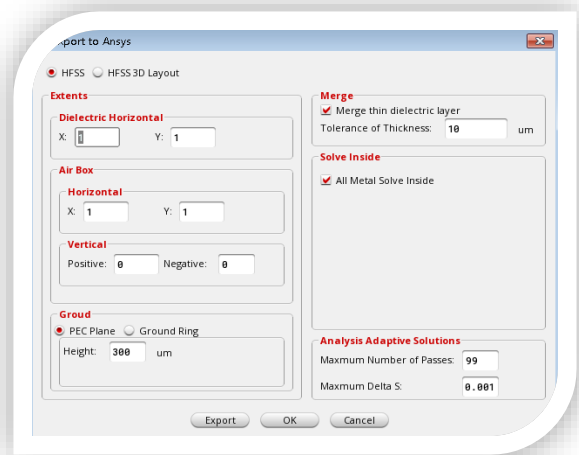 port to Ansys
HFSS HFSS 3D Layout
Extents
Dielectric Horizontal
X: 1 Y: 1
Air Box
Horizontal
X: 1 Y: 1
Vertical
Positive: 0 Negative: 0
Groud
PEC Plane Ground Ring
Height: 300 um
Merge
Merge thin dielectric layer
Tolerance of Thickness: 10 um
Solve Inside
All Metal Solve Inside
Analysis Adaptive Solutions
Maxmum Number of Passes: 99
Maxmum Delta S: 0.001
Export OK Cancel